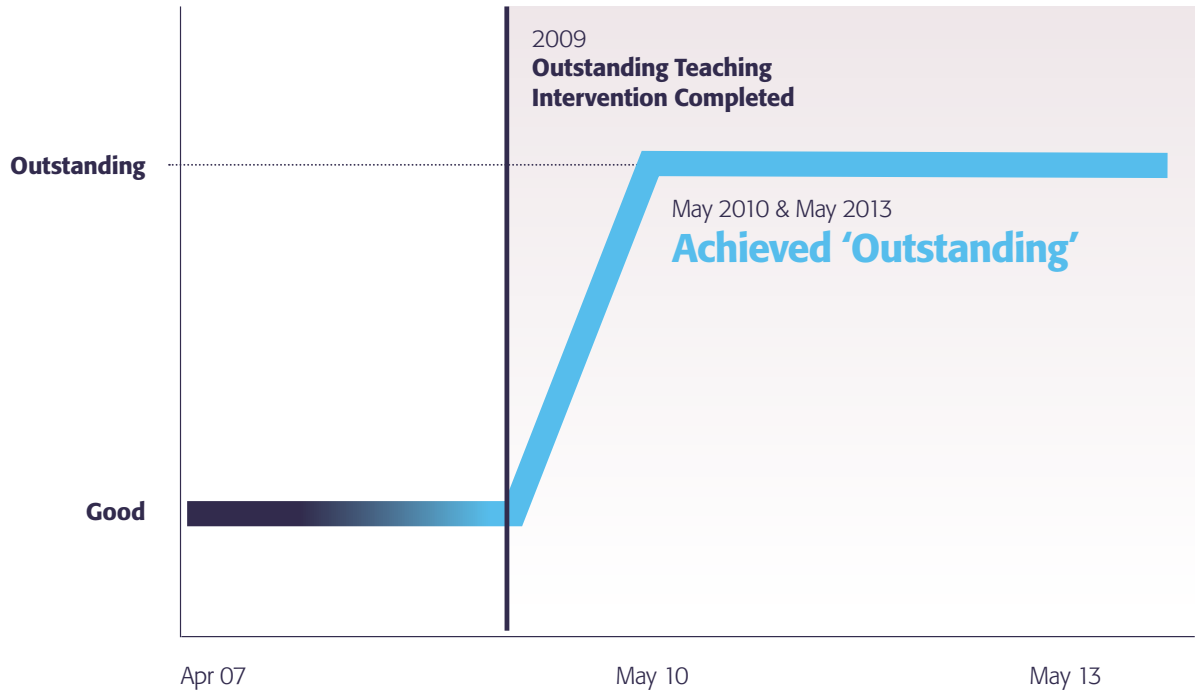 2009
Outstanding Teaching
Intervention Completed
Outstanding
May 2010 & May 2013
Achieved ‘Outstanding’
Good
Apr 07
May 10
May 13